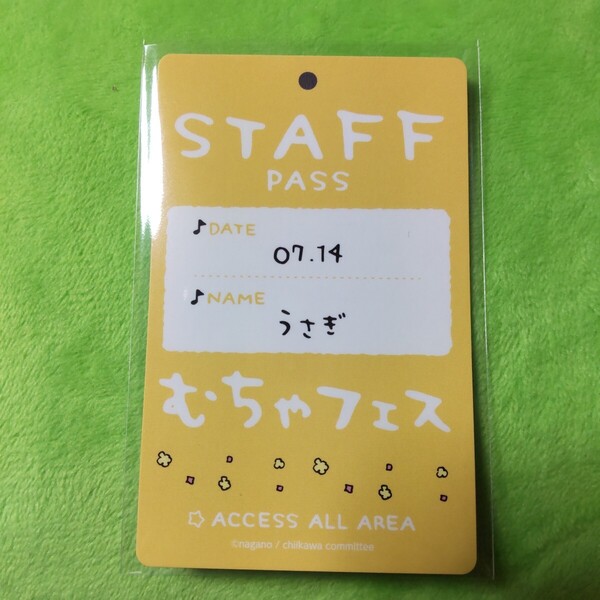 STAFF
PASS
♪DATE
07.14
♪NAME
うさぎ
むちゃフェス
☆ ACCESS ALL AREA
©nagano / chiikawa committee